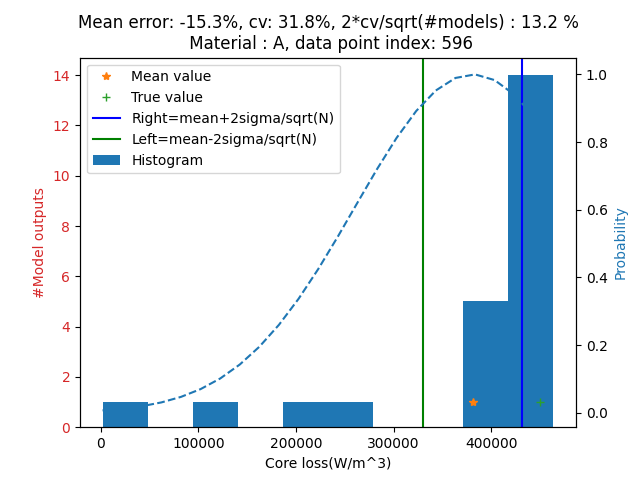 Mean error: -15.3%, cv: 31.8%, 2*cv/sqrt(#models) : 13.2 %
Material : A, data point index: 596
Mean value
True value
Right=mean+2sigma/sqrt(N)
Left=mean-2sigma/sqrt(N)
Histogram
14
12
10
8
6
4
2
0
#Model outputs
1.0
0.8
0.6
0.4
0.2
0.0
Probability
0
100000
200000
300000
400000
Core loss(W/m^3)